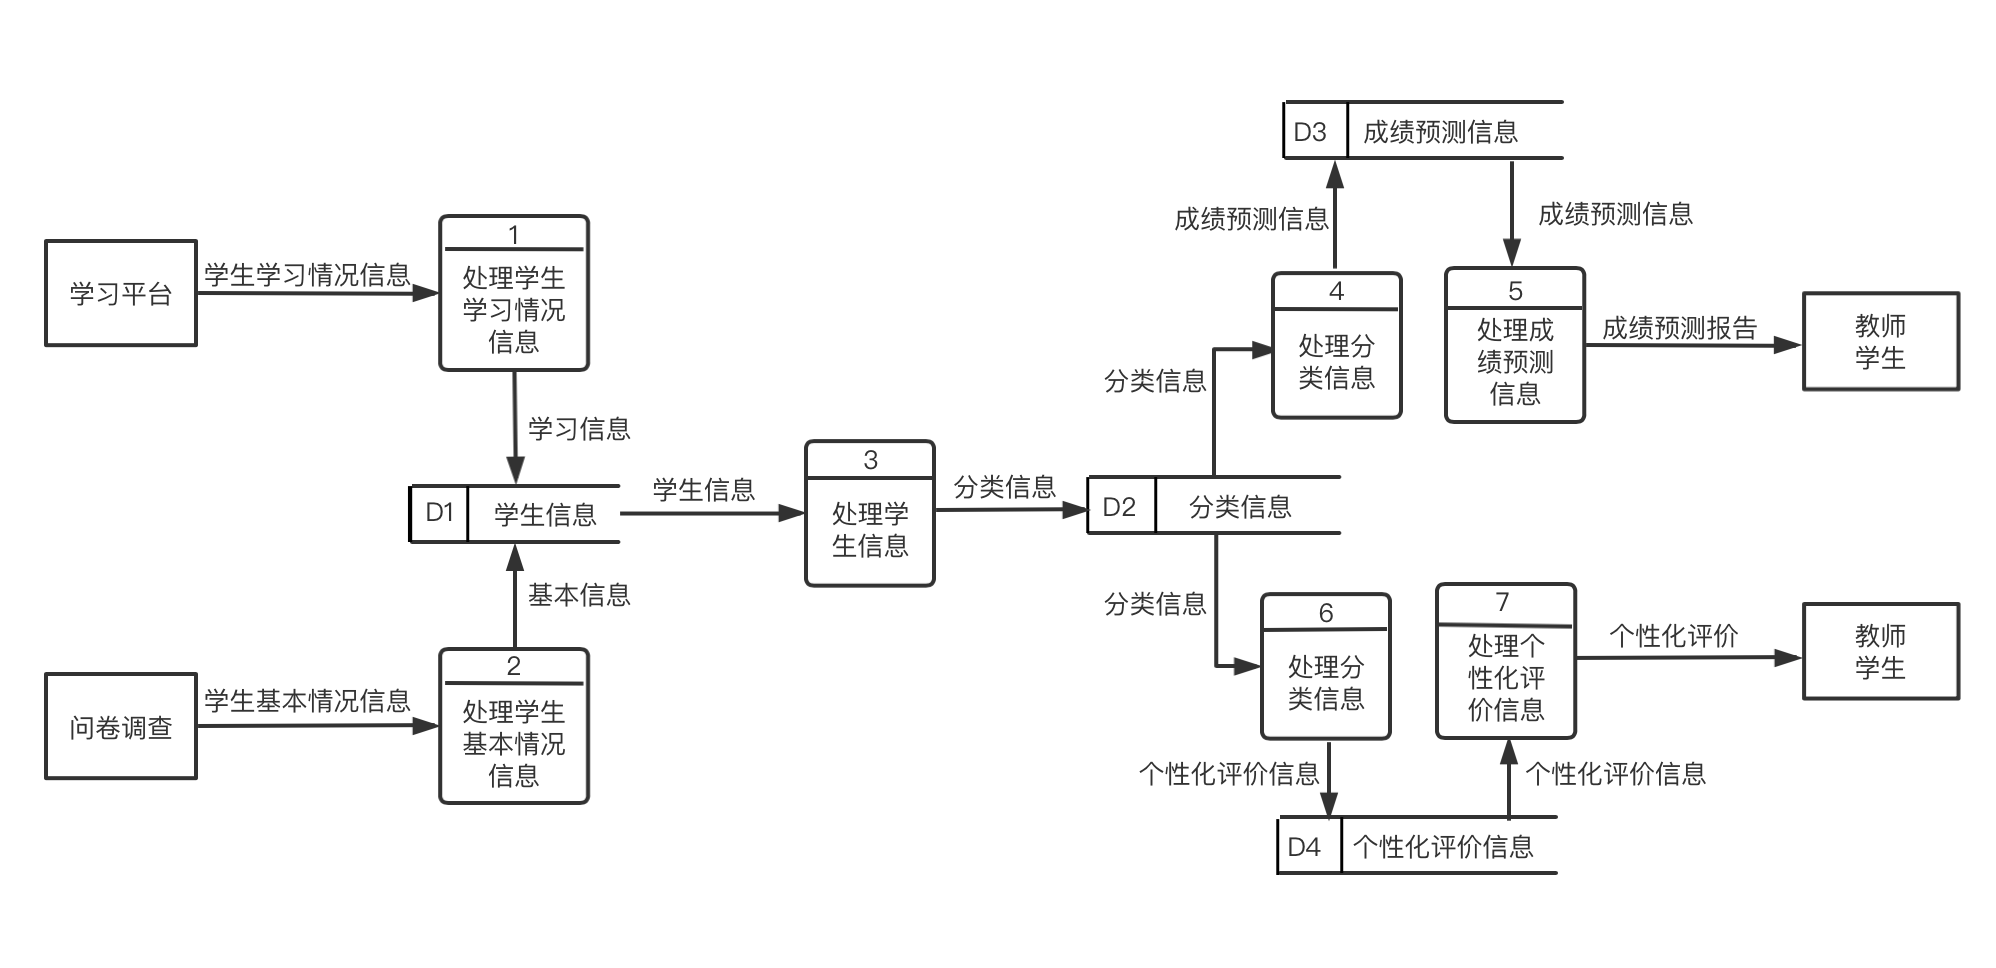 学习平台
学生学习情况信息
1
处理学生
学习情况
信息
学习信息
D1
学生信息
基本信息
问卷调查
学生基本情况信息
2
处理学生
基本情况
信息
学生信息
3
处理学
生信息
分类信息
D2
分类信息
分类信息
4
处理分
类信息
成绩预测信息
D3
成绩预测信息
成绩预测信息
5
处理成
绩预测
信息
成绩预测报告
教师
学生
分类信息
6
处理分
类信息
个性化评价信息
D4
个性化评价信息
个性化评价信息
7
处理个
性化评
价信息
个性化评价
教师
学生